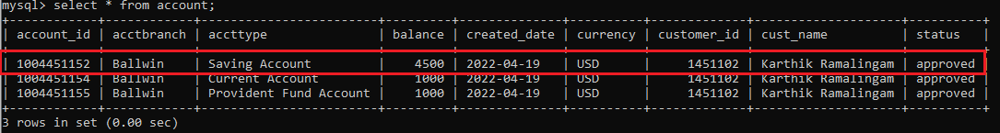 mysql> select * from account;
+------------+------------+------------------------+---------+--------------+----------+-------------+--------------------+----------+
| account_id | acctbranch | accttype               | balance | created_date | currency | customer_id | cust_name          | status   |
+------------+------------+------------------------+---------+--------------+----------+-------------+--------------------+----------+
| 1004451152 | Ballwin    | Saving Account         |    4500 | 2022-04-19   | USD      |     1451102 | Karthik Ramalingam | approved |
| 1004451154 | Ballwin    | Current Account        |    1000 | 2022-04-19   | USD      |     1451102 | Karthik Ramalingam | approved |
| 1004451155 | Ballwin    | Provident Fund Account |    1000 | 2022-04-19   | USD      |     1451102 | Karthik Ramalingam | approved |
+------------+------------+------------------------+---------+--------------+----------+-------------+--------------------+----------+
3 rows in set (0.00 sec)